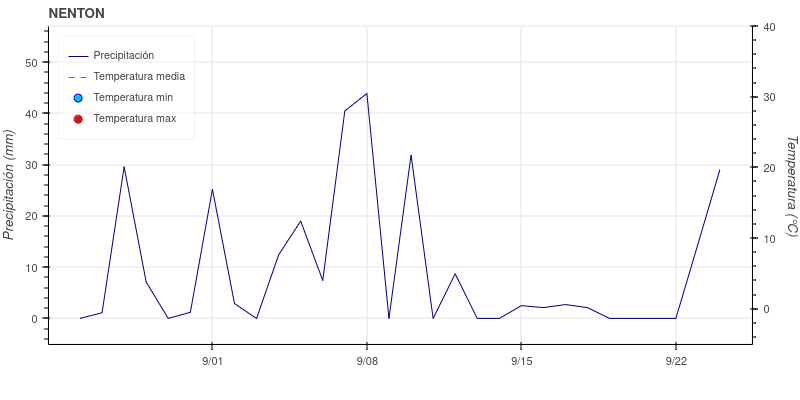 NENTON
Precipitación
Temperatura media
Temperatura min
Temperatura max
Precipitación (mm)
50
40
30
20
10
0
40
30
20
10
0
Temperatura (°C)
9/01
9/08
9/15
9/22